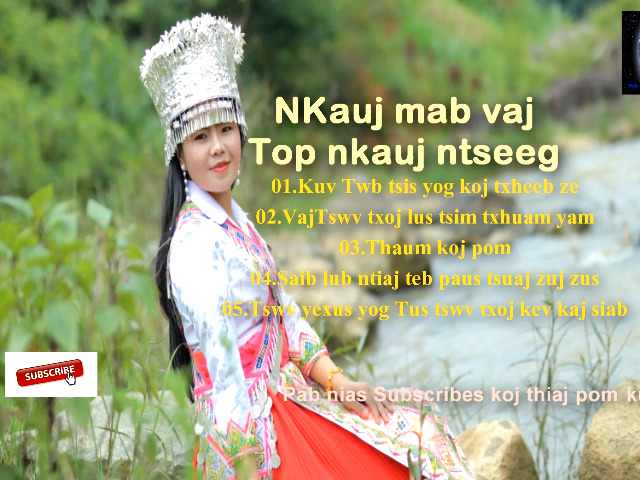 NKauj mab vaj
Top nkauj ntseeg
01.Kuv Twb tsis yog koj txheeb ze
02.VajTswv txoj lus tsim txhuam yam
03.Thaum koj pom
04.Saib lub ntiaj teb paus tsuaj zuj zus
05.Tswv yexus yog Tus tswv txoj kev kaj siab
SUBSCRIBE
Pab nias Subscribes koj thiaj pom